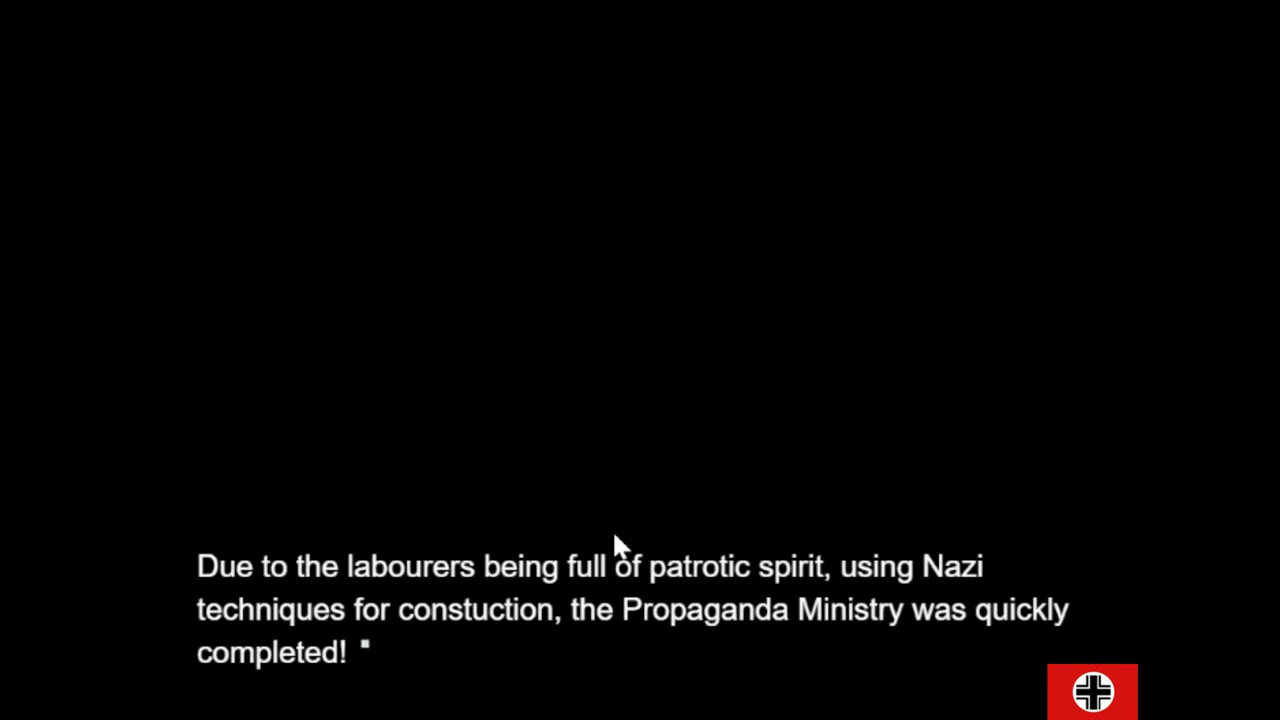 Due to the labourers being full of patrotic spirit, using Nazi
techniques for constuction, the Propaganda Ministry was quickly
completed!